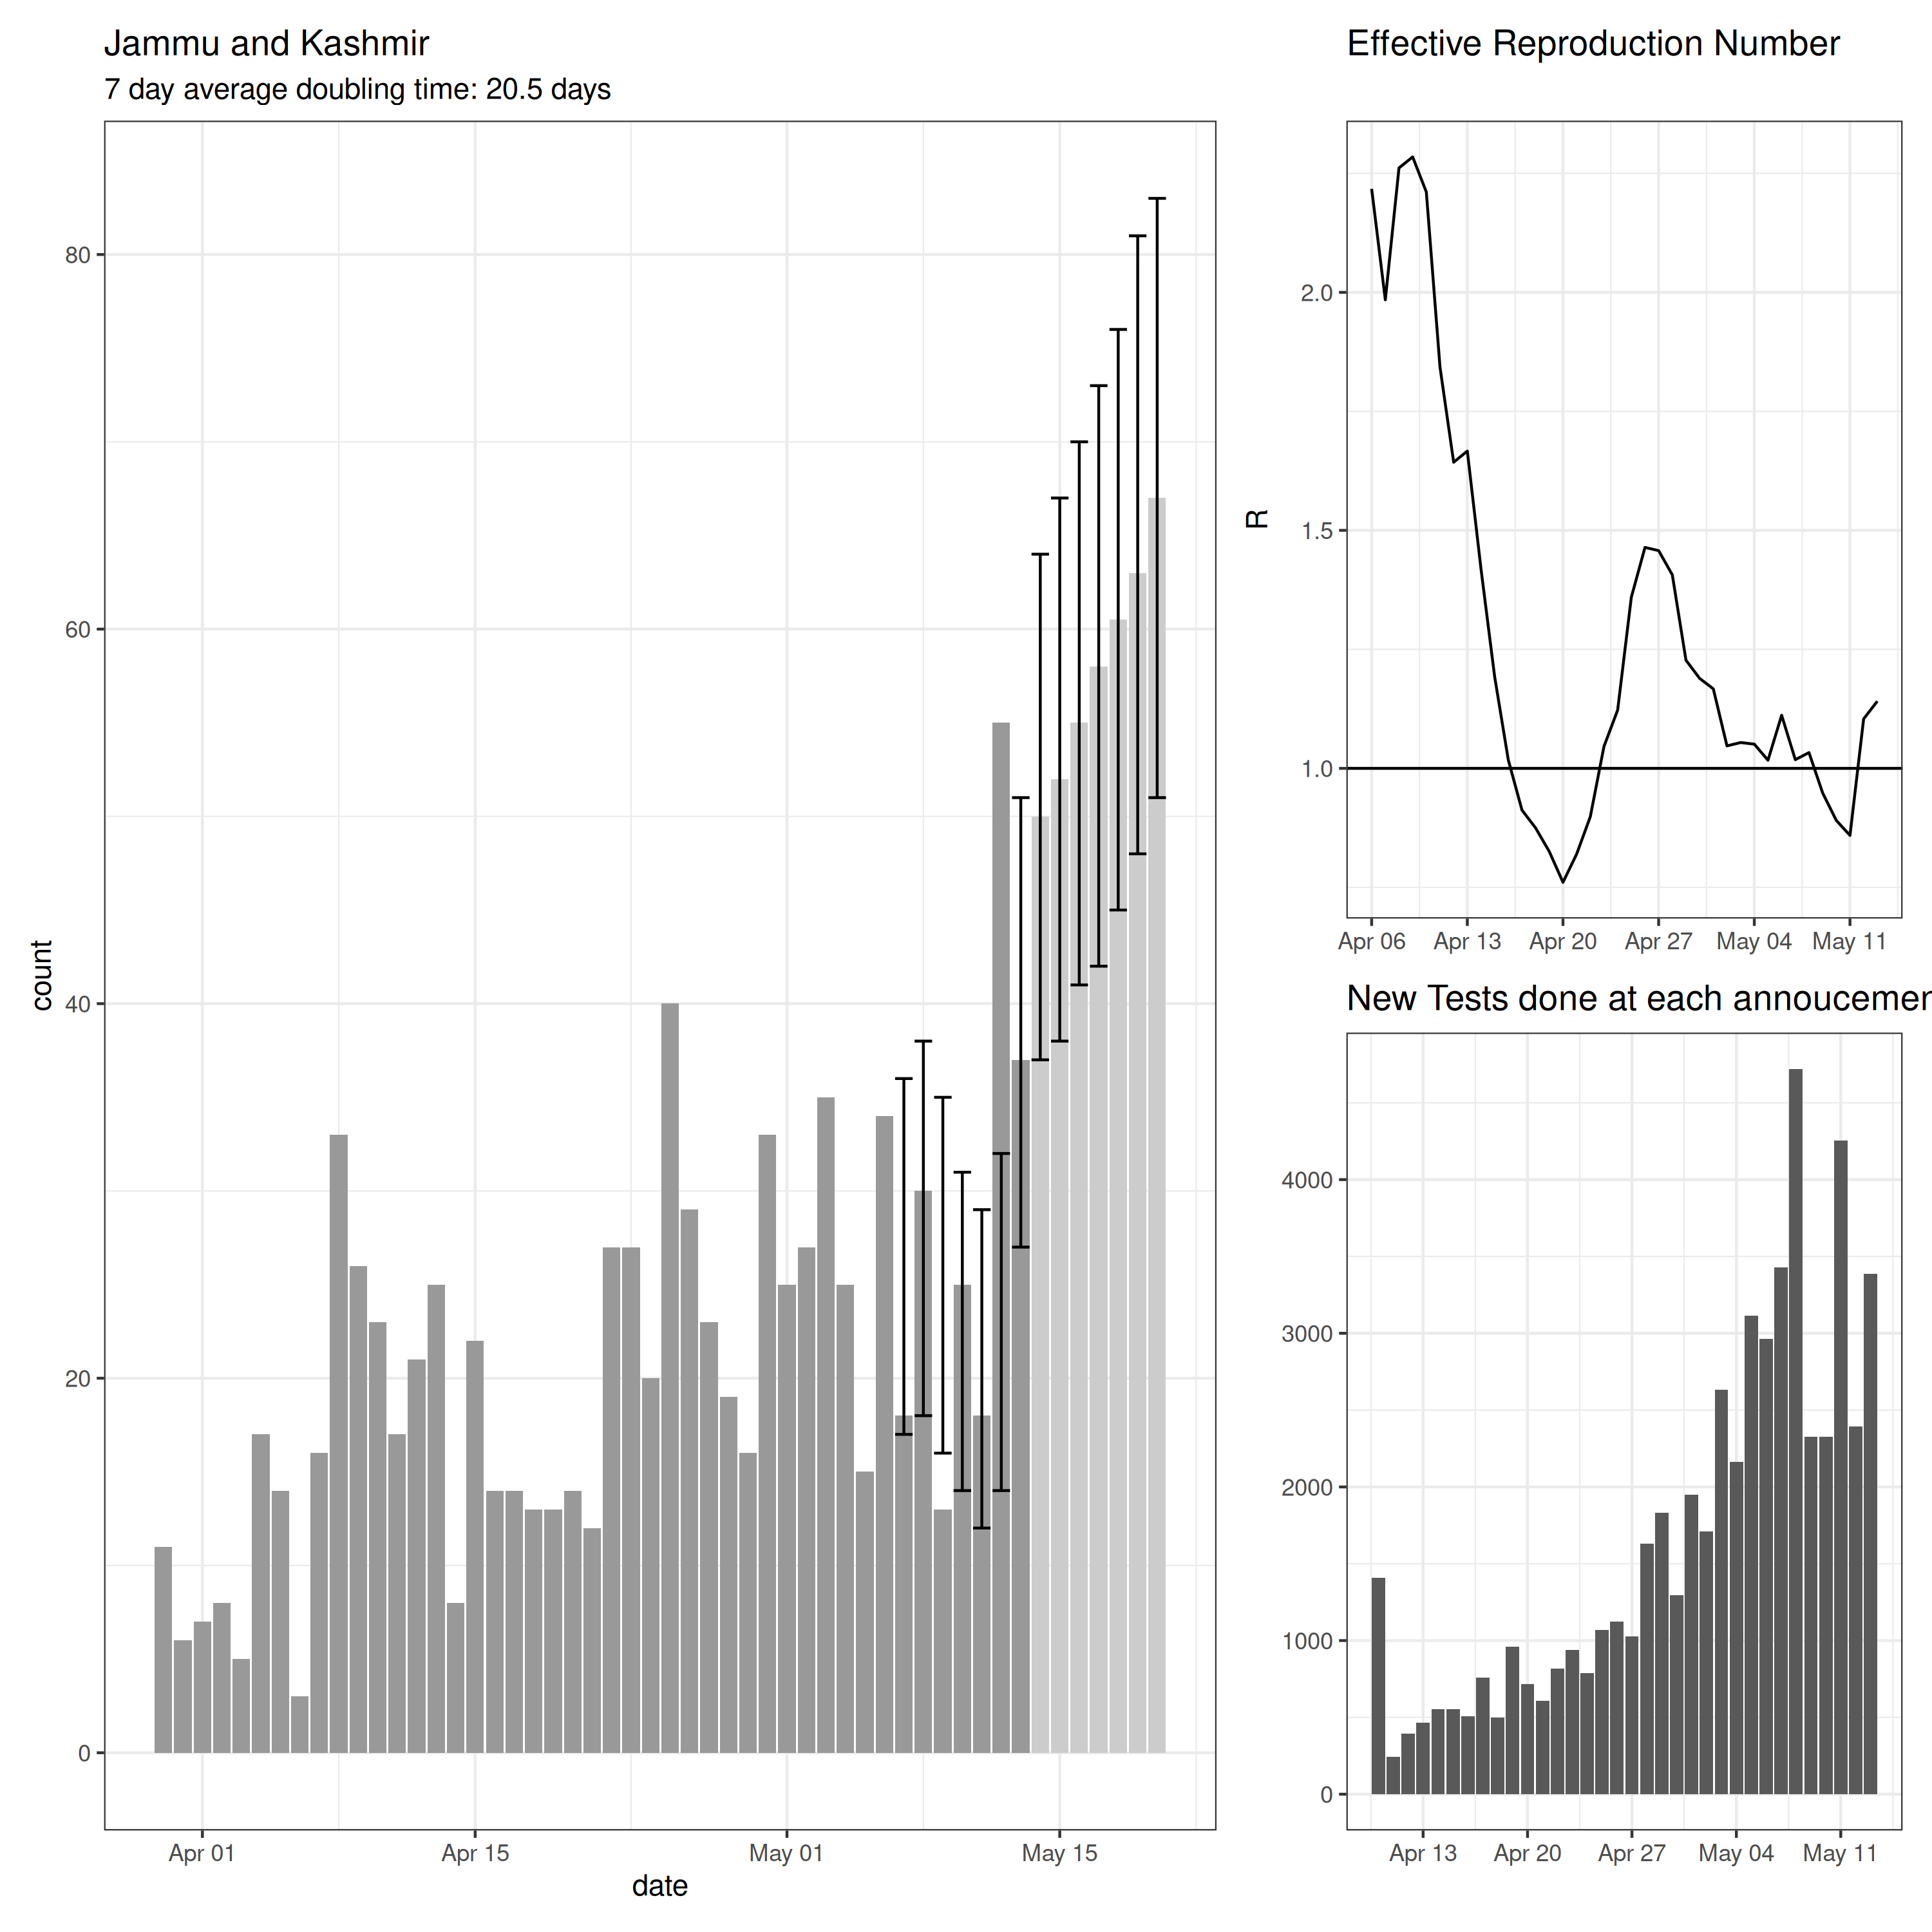 Jammu and Kashmir
7 day average doubling time: 20.5 days
count
80
60
40
20
0
Apr 01 Apr 15 May 01 May 15
date
Effective Reproduction Number
R
2.0
1.5
1.0
Apr 06 Apr 13 Apr 20 Apr 27 May 04 May 11
New Tests done at each annoucemen
4000
3000
2000
1000
0
Apr 13 Apr 20 Apr 27 May 04 May 11